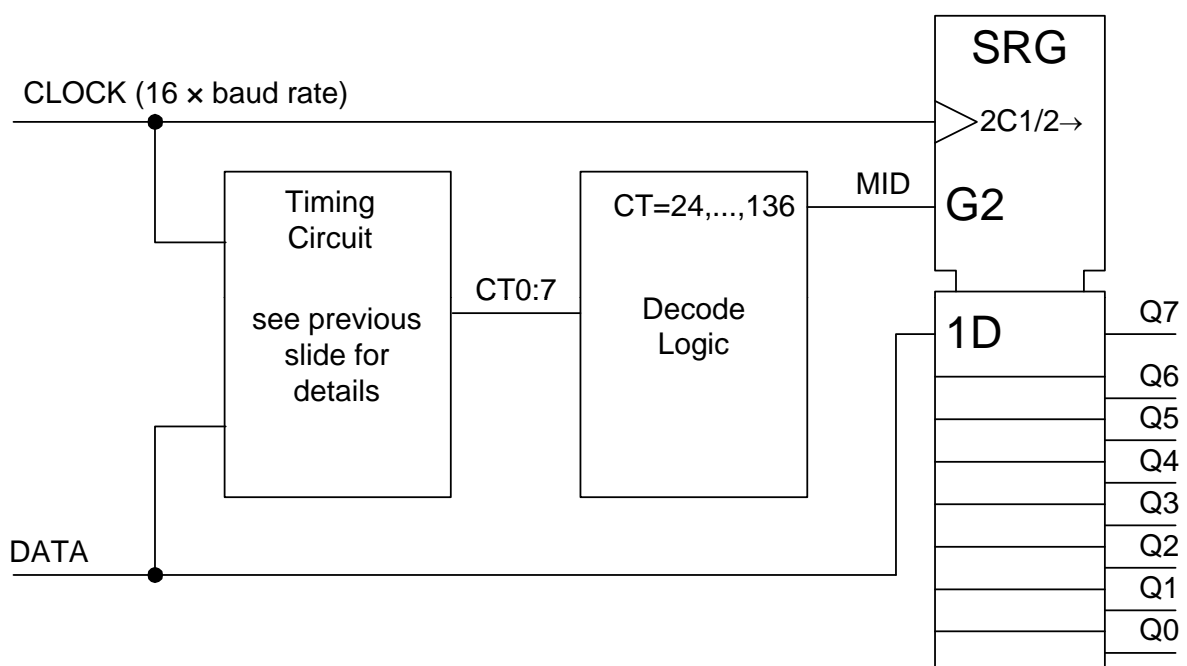 SRG
CLOCK (16 × baud rate)
2C1/2→
Timing
Circuit
see previous
slide for
details
CT0:7
CT=24,...,136
Decode
Logic
MID
G2
1D
Q7
Q6
Q5
Q4
Q3
Q2
Q1
Q0
DATA